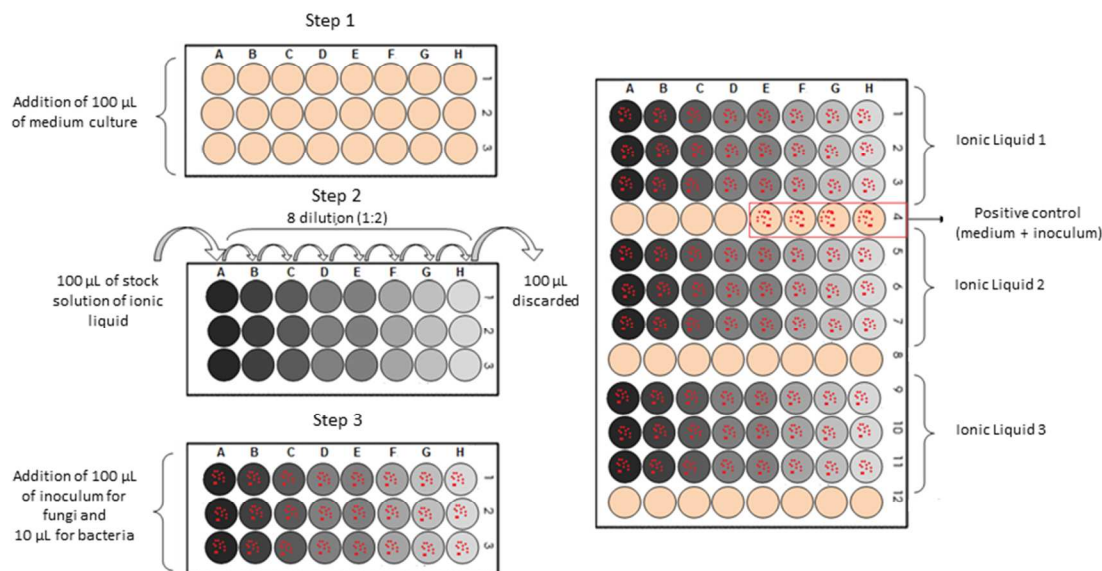 Step 1
A B C D E F G H
Addition of 100 µL
of medium culture
1
2
3
Step 2
8 dilution (1:2)
100 µL of stock
solution of ionic
liquid
A B C D E F G H
1
2
3
100 µL
discarded
Step 3
A B C D E F G H
Addition of 100 µL
of inoculum for
fungi and
10 µL for bacteria
1
2
3
A B C D E F G H
1
2
3
4
5
6
7
8
9
10
11
12
Ionic Liquid 1
Positive control
(medium + inoculum)
Ionic Liquid 2
Ionic Liquid 3